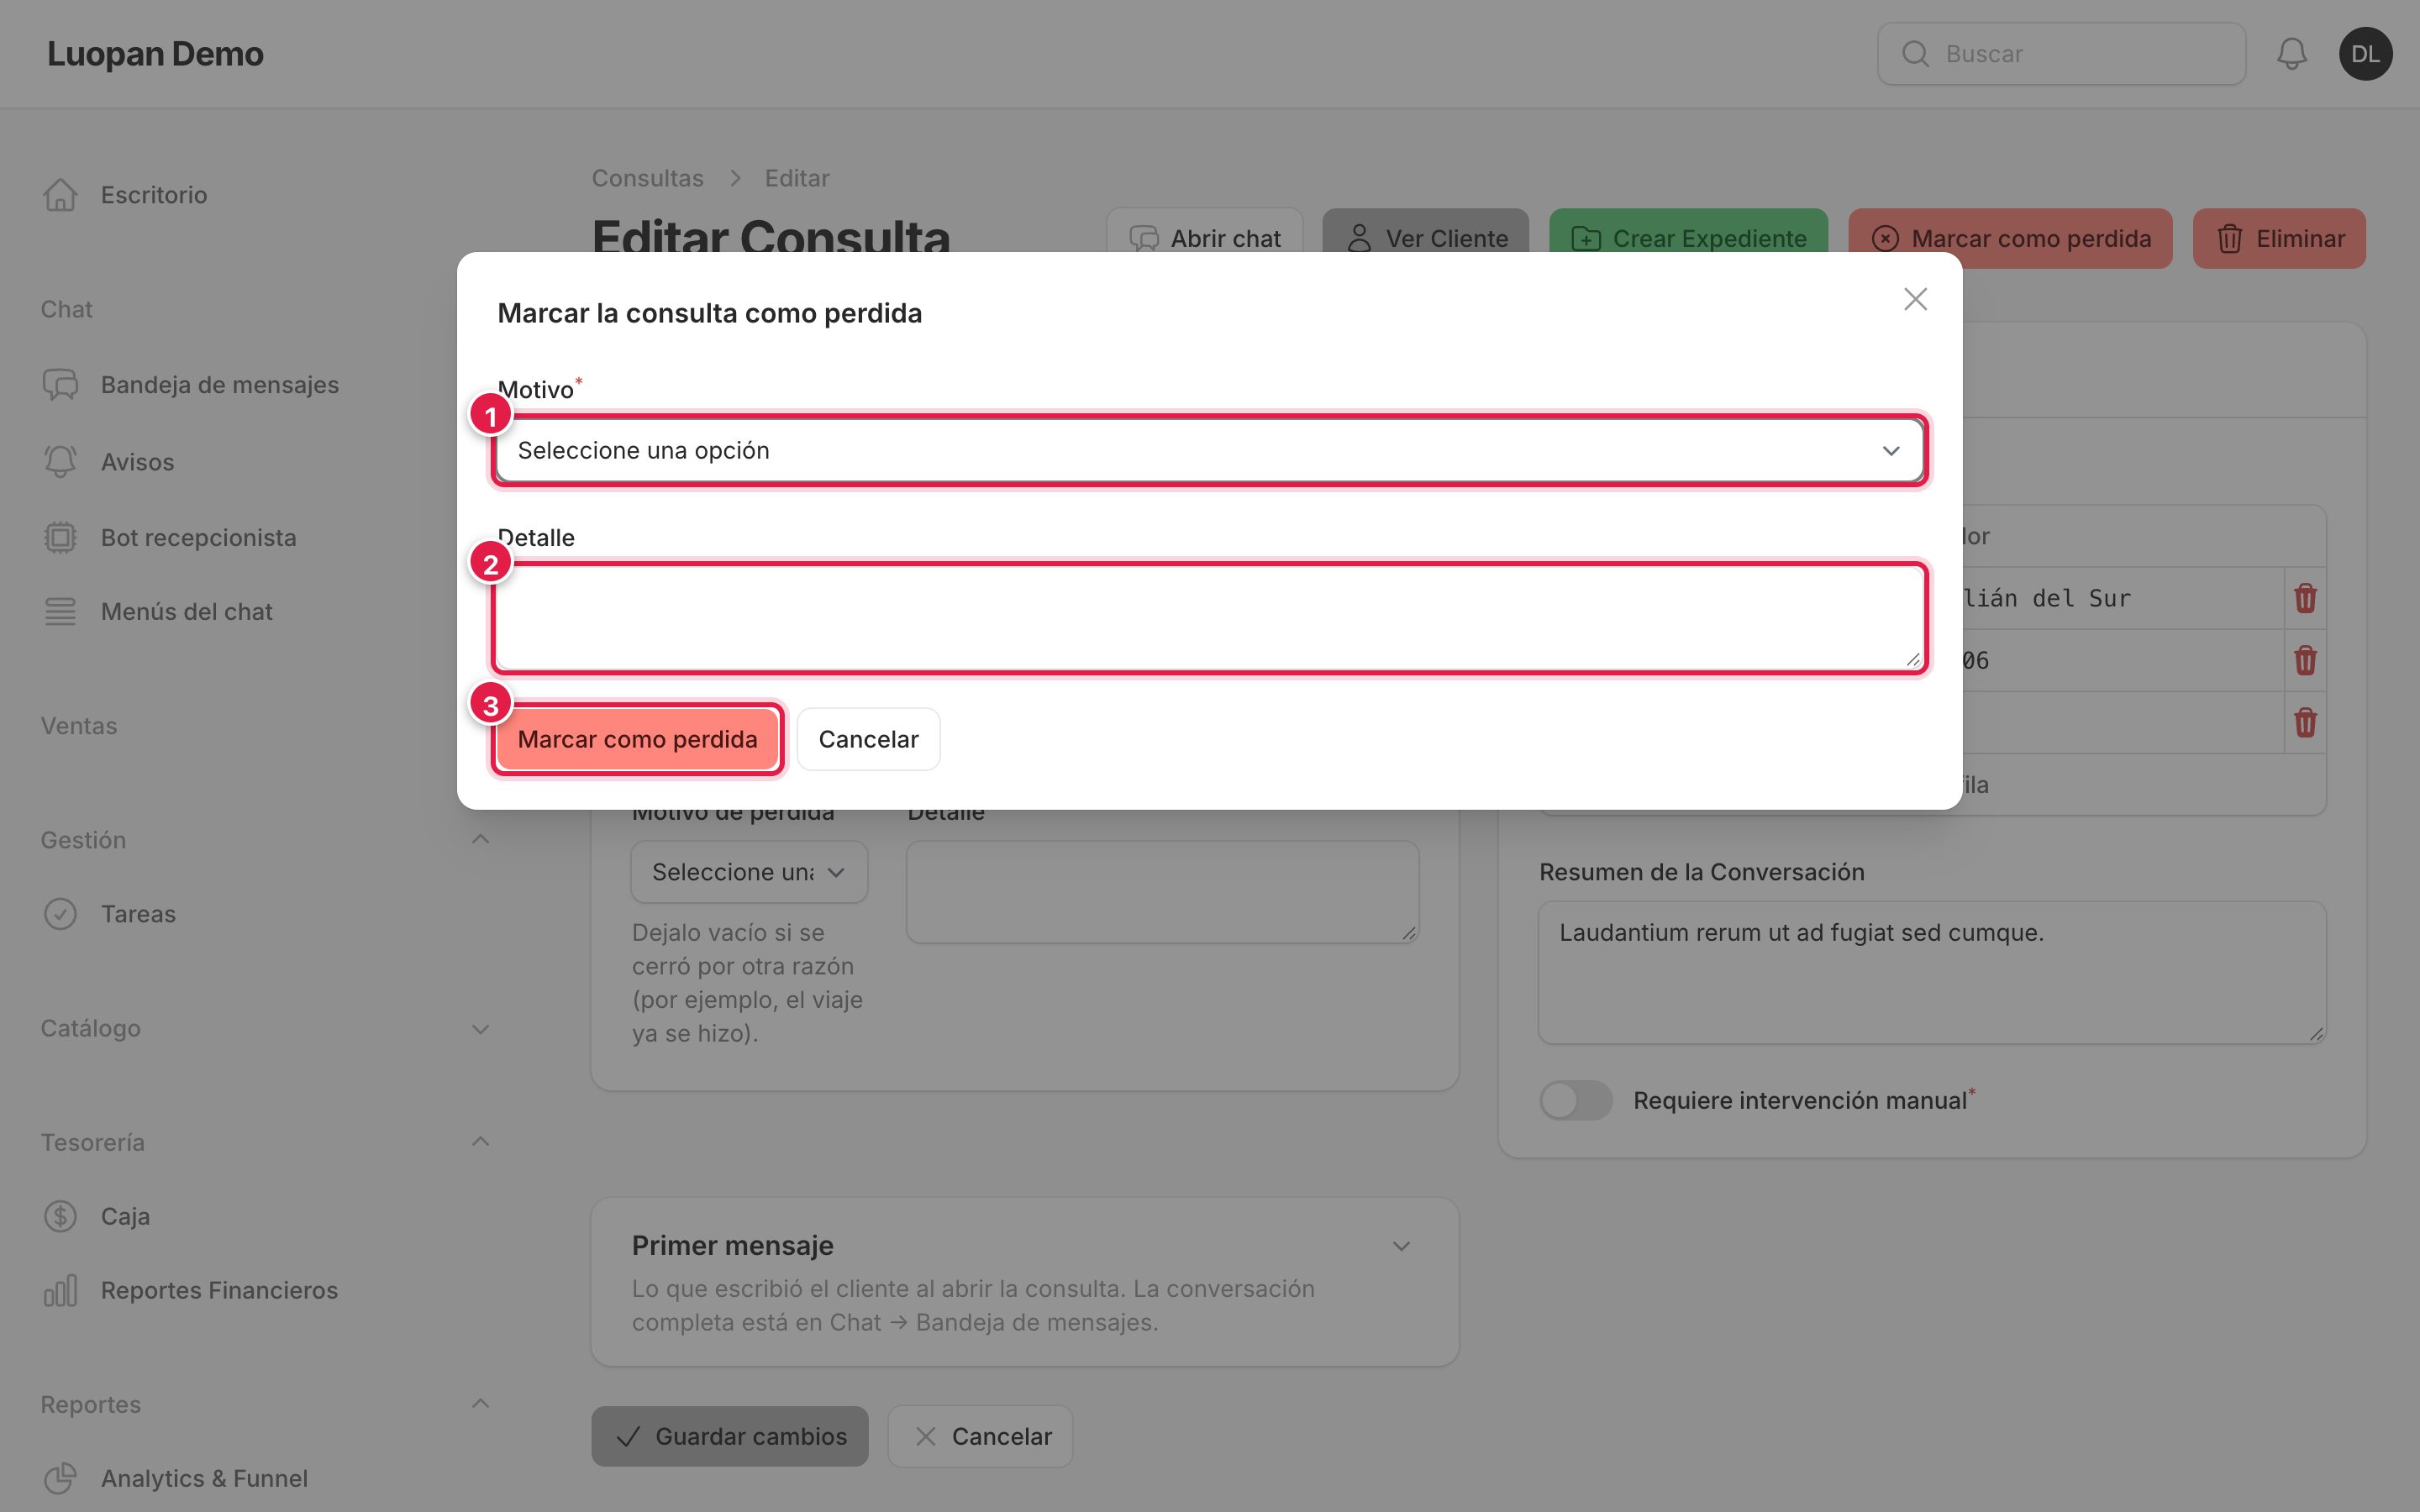 Luopan Demo
Buscar
DL
Escritorio
Chat
Bandeja de mensajes
Avisos
Bot recepcionista
Menús del chat
Ventas
Gestión
Tareas
Catálogo
Tesorería
Caja
Reportes Financieros
Reportes
Analytics & Funnel
Consultas > Editar
Editar Consulta
Abrir chat
Ver Cliente
Crear Expediente
Marcar como perdida
Eliminar
Marcar la consulta como perdida
Motivo*
1
Seleccione una opción
Detalle
2
3
Marcar como perdida
Cancelar
Motivo de pérdida
Detalle
Seleccione una
Dejalo vacío si se
cerró por otra razón
(por ejemplo, el viaje
ya se hizo).
lián del Sur
06
Resumen de la Conversación
Laudantium rerum ut ad fugiat sed cumque.
Requiere intervención manual*
Primer mensaje
Lo que escribió el cliente al abrir la consulta. La conversación
completa está en Chat → Bandeja de mensajes.
Guardar cambios
Cancelar